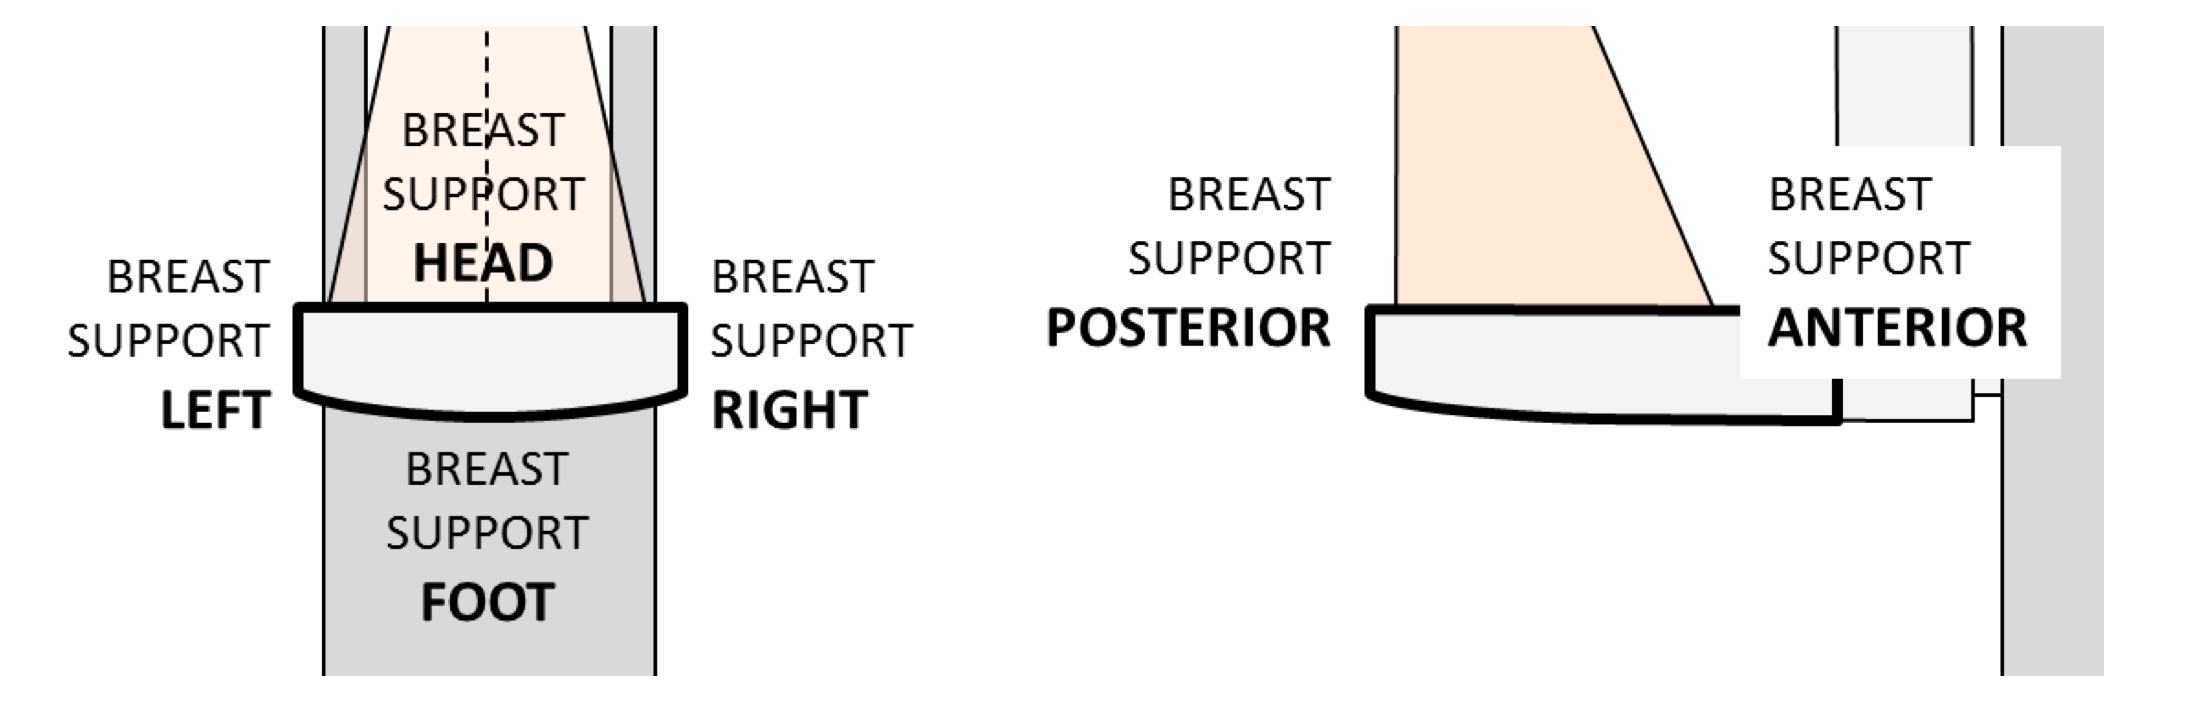 BREAST
SUPPORT
HEAD
BREAST
SUPPORT
LEFT
BREAST
SUPPORT
RIGHT
BREAST
SUPPORT
FOOT
BREAST
SUPPORT
POSTERIOR
BREAST
SUPPORT
ANTERIOR